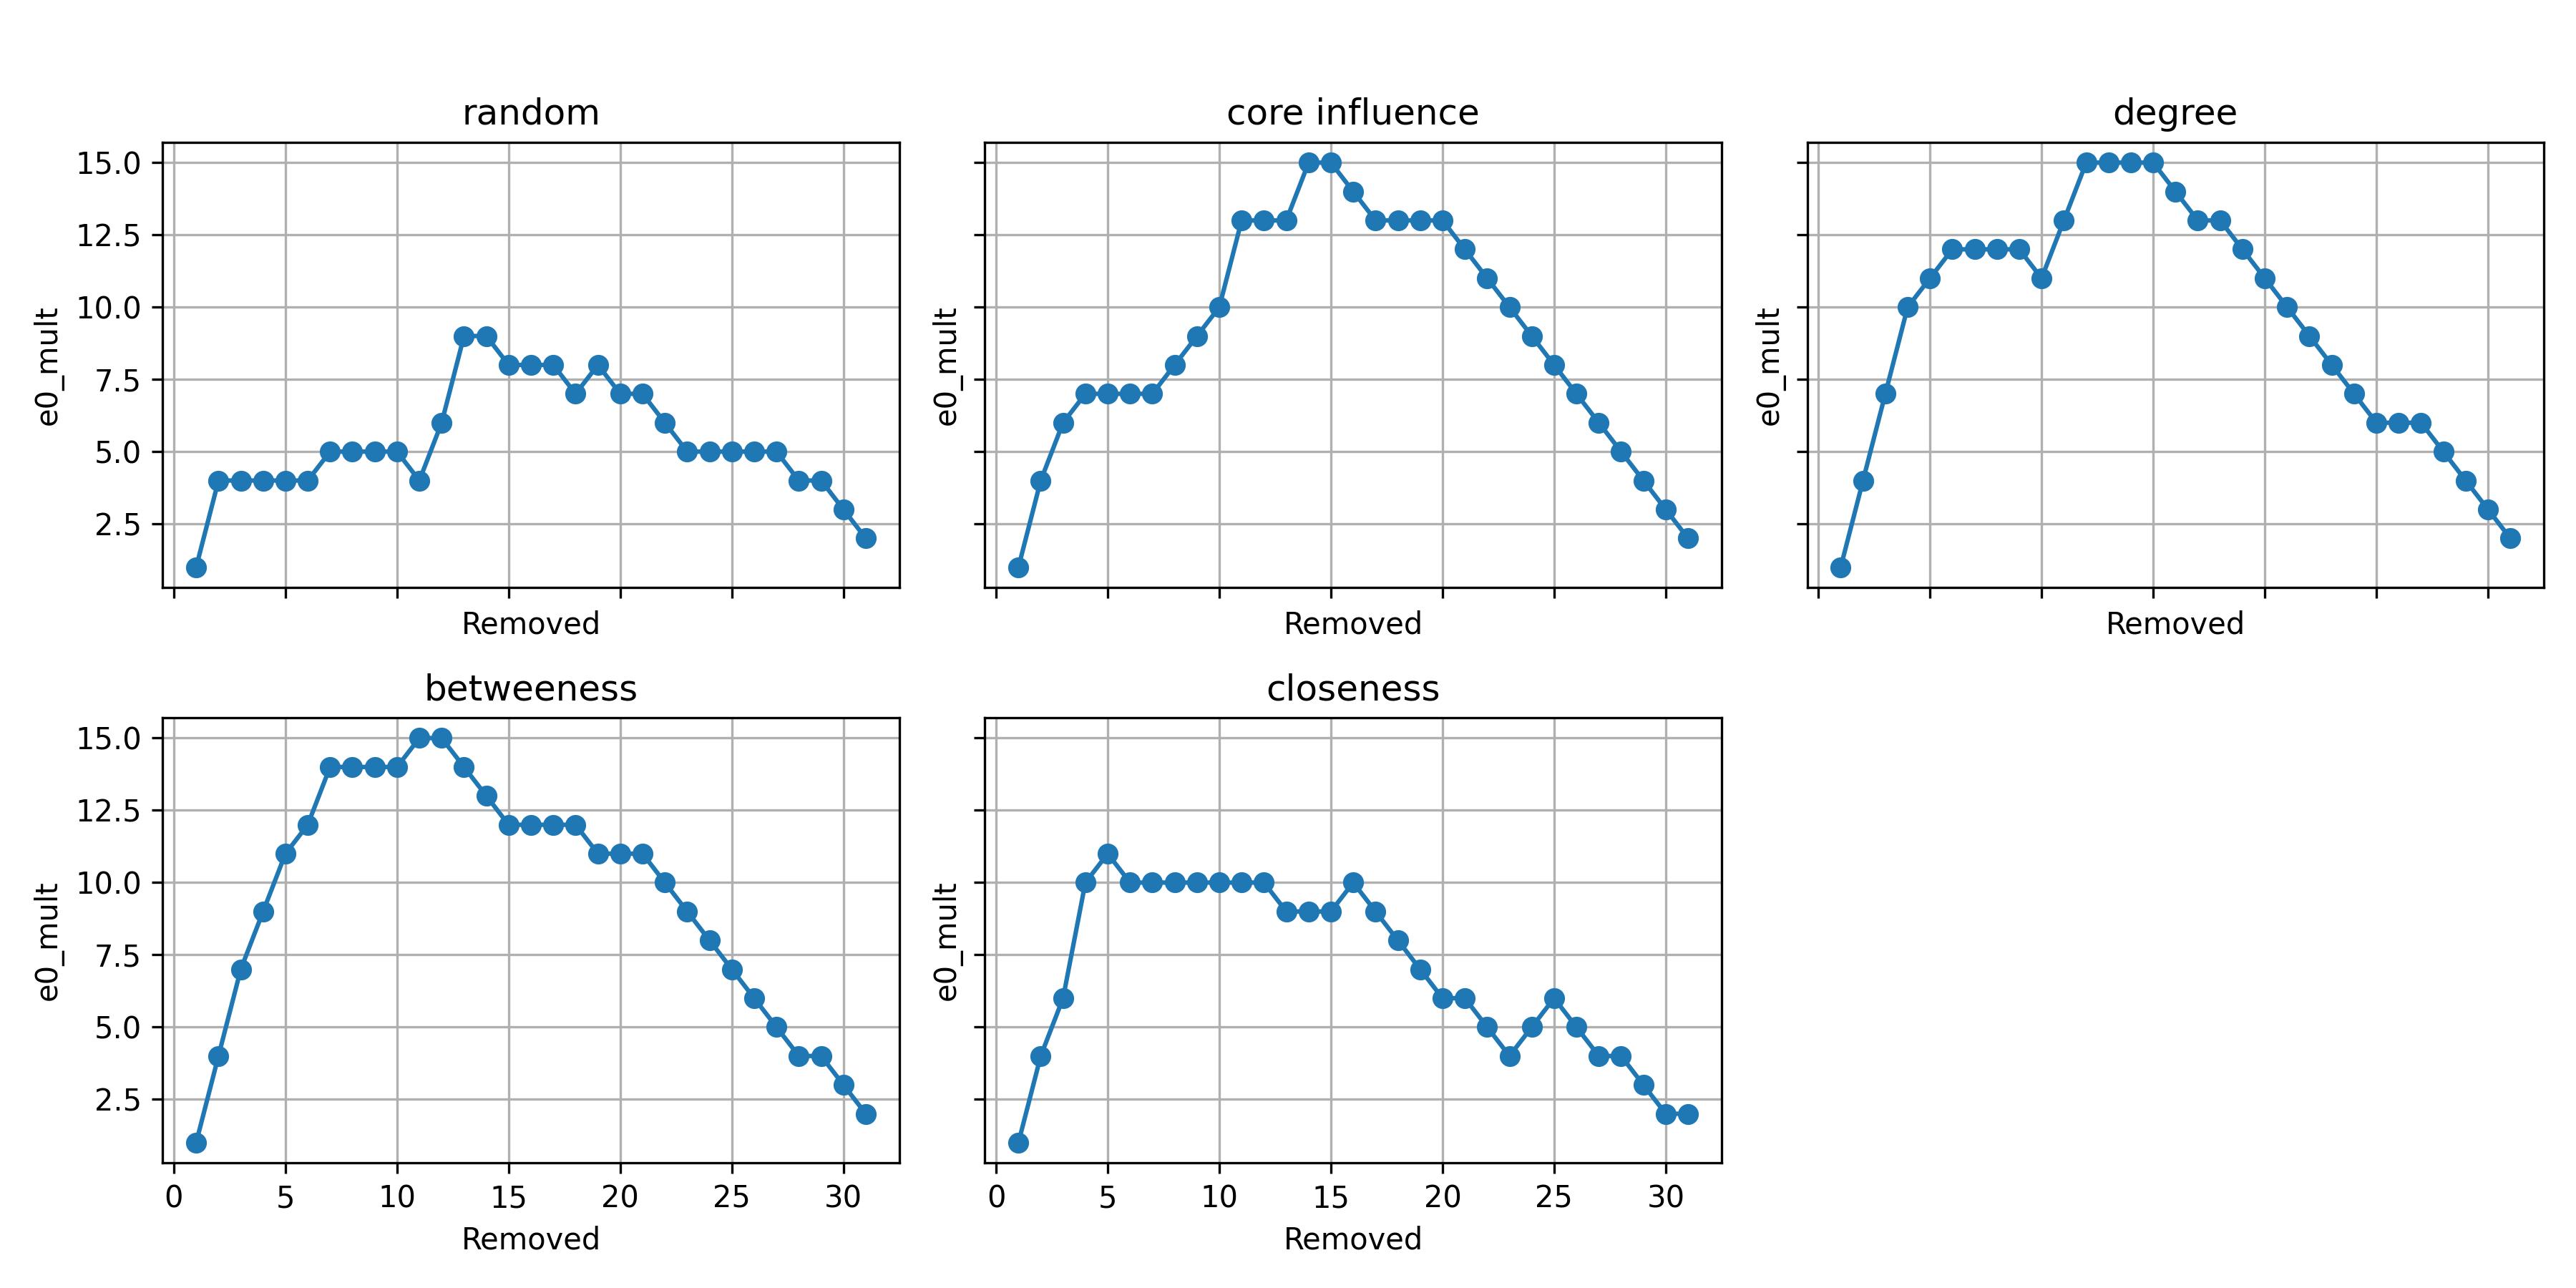 random
core influence
degree
15.0
12.5
10.0
7.5
5.0
2.5
e0_mult
e0_mult
e0_mult
Removed
Removed
Removed
betweeness
closeness
15.0
12.5
10.0
7.5
5.0
2.5
e0_mult
e0_mult
0 5 10 15 20 25 30
0 5 10 15 20 25 30
Removed
Removed